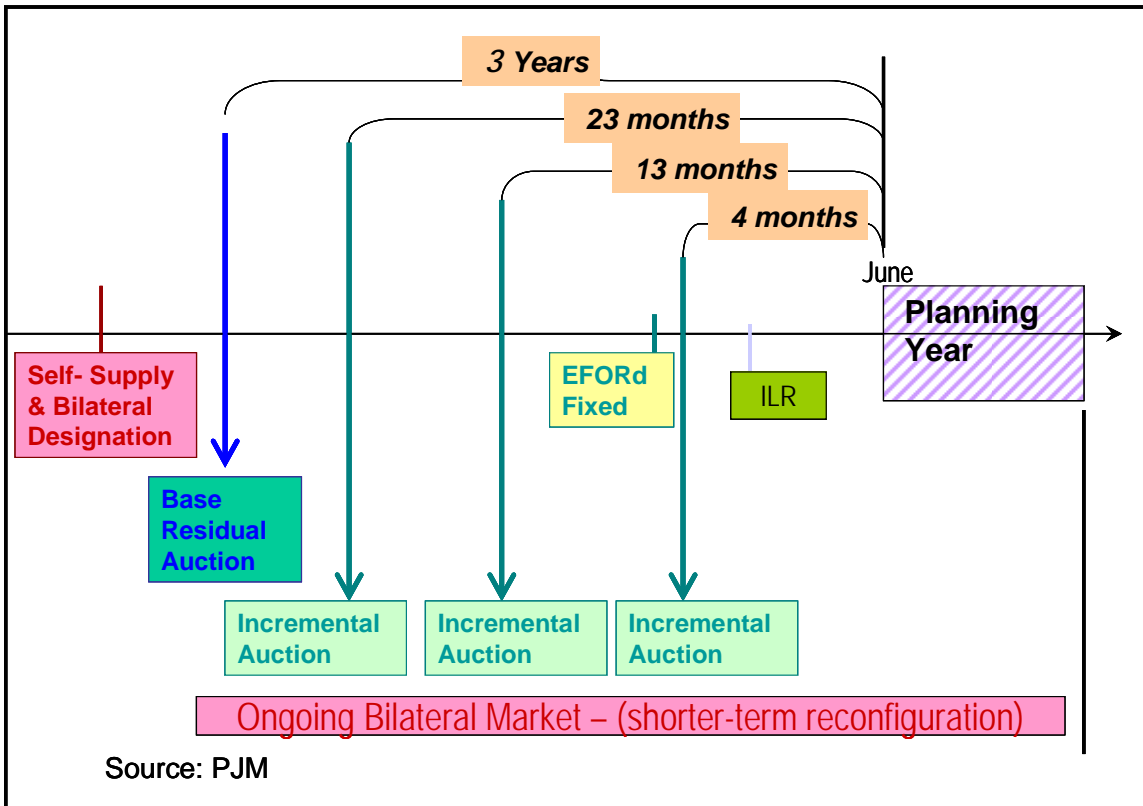 3 Years
23 months
13 months
4 months
June
Planning
Year
Self- Supply
& Bilateral
Designation
EFORd
Fixed
ILR
Base
Residual
Auction
Incremental
Auction
Incremental
Auction
Incremental
Auction
Ongoing Bilateral Market – (shorter-term reconfiguration)
Source: PJM